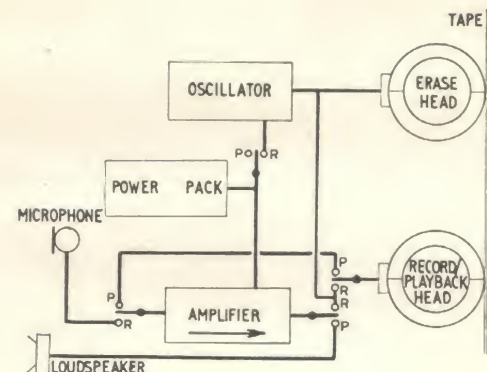 TAPE
OSCILLATOR
ERASE
HEAD
P R
POWER PACK
MICROPHONE
P
R
P
R
RECORD/
PLAYBACK
HEAD
AMPLIFIER
R
P
LOUDSPEAKER